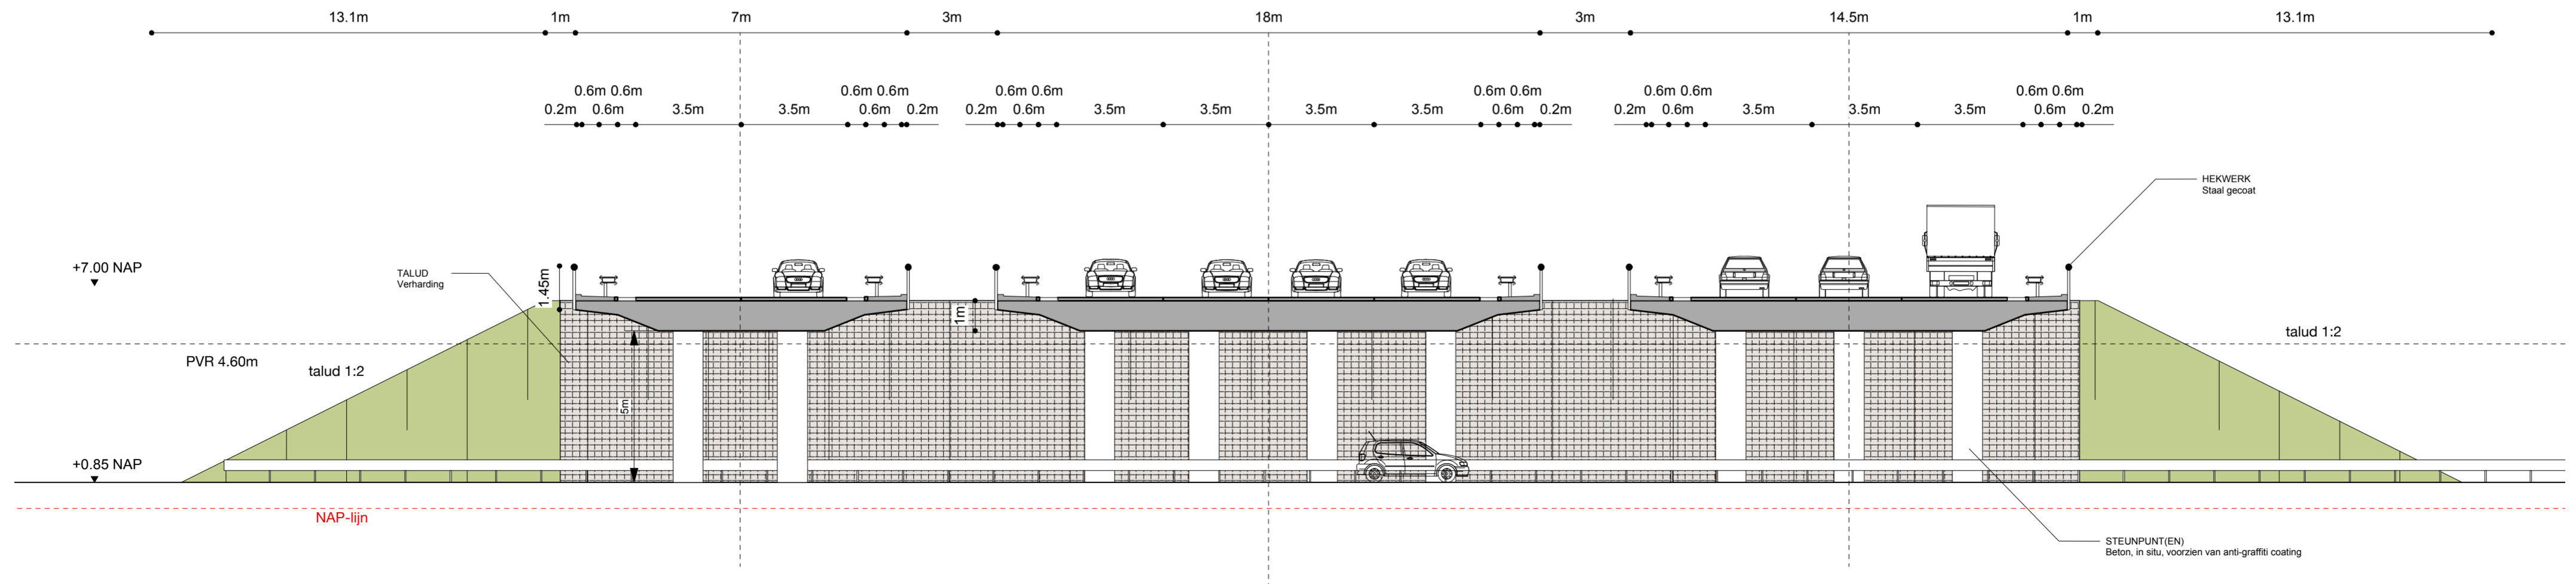 13.1m 1m 7m 3m 18m 3m 14.5m 1m 13.1m
0.6m 0.6m 0.6m 0.6m 0.6m 0.6m 0.6m 0.6m 0.6m 0.6m 0.6m 0.6m
0.2m 0.6m 3.5m 3.5m 0.6m 0.2m 0.2m 0.6m 3.5m 3.5m 3.5m 3.5m 0.6m 0.2m 0.2m 0.6m 3.5m 3.5m 3.5m 0.6m 0.2m
HEKWERK
Staal gecoat
+7.00 NAP
TALUD
Verharding
1.45m
1m
talud 1:2
PVR 4.60m
talud 1:2
5m
+0.85 NAP
NAP-lijn
STEUNPUNT(EN)
Beton, in situ, voorzien van anti-graffiti coating